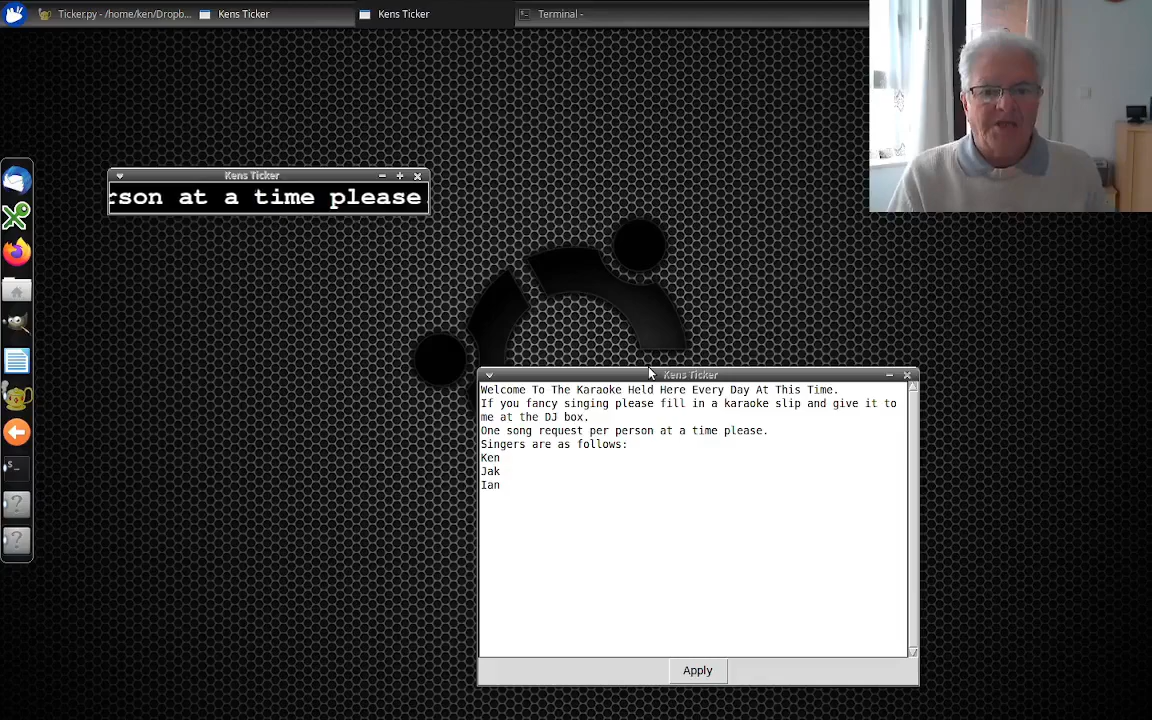 Ticker.py - /home/ken/Dropb...
Kens Ticker
Kens Ticker
Terminal -
Kens Ticker
rson at a time please.
Kens Ticker
Welcome To The Karaoke Held Here Every Day At This Time.
If you fancy singing please fill in a karaoke slip and give it to
me at the DJ box.
One song request per person at a time please.
Singers are as follows:
Ken
Jak
Ian
Apply